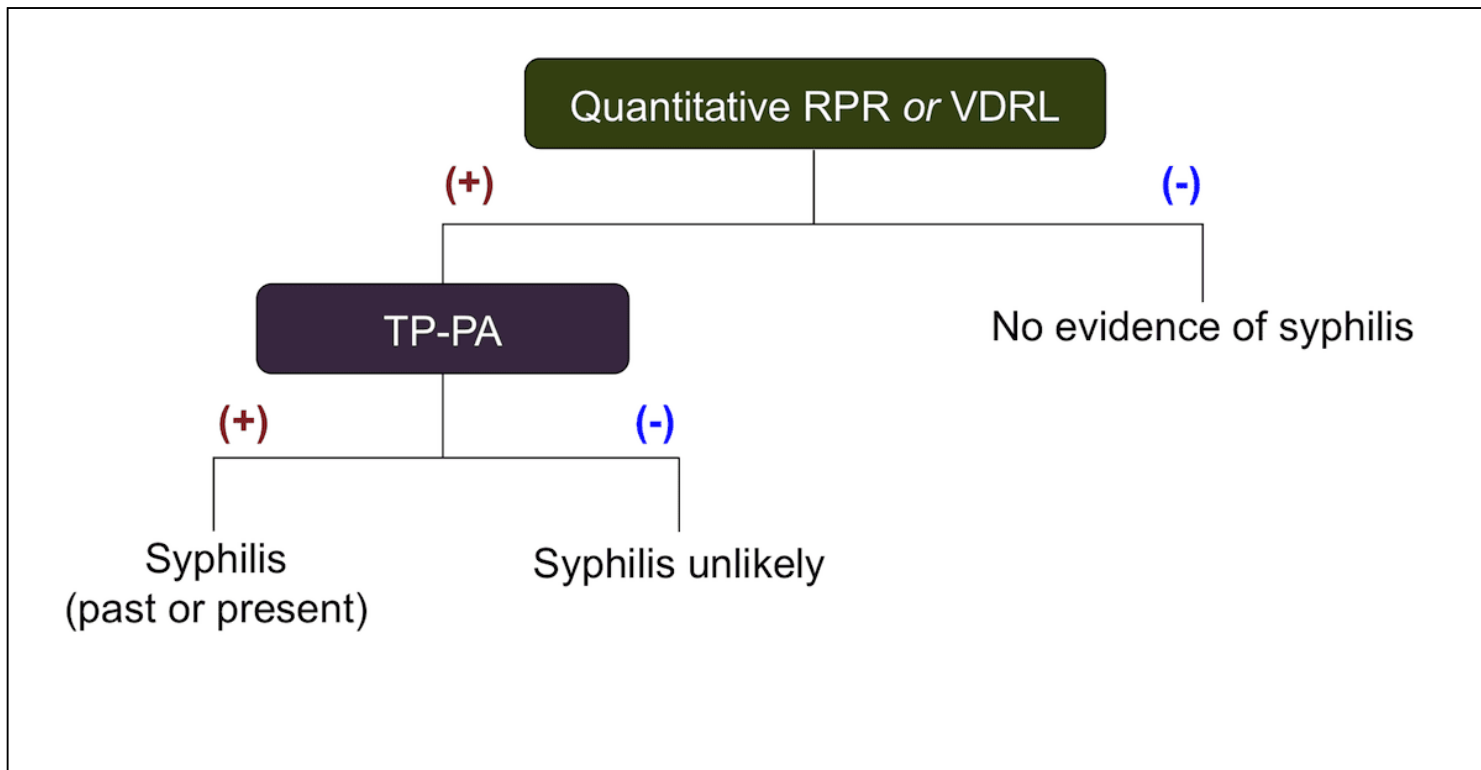 Quantitative RPR or VDRL
(+)
(-)
TP-PA
No evidence of syphilis
(+)
(-)
Syphilis
(past or present)
Syphilis unlikely